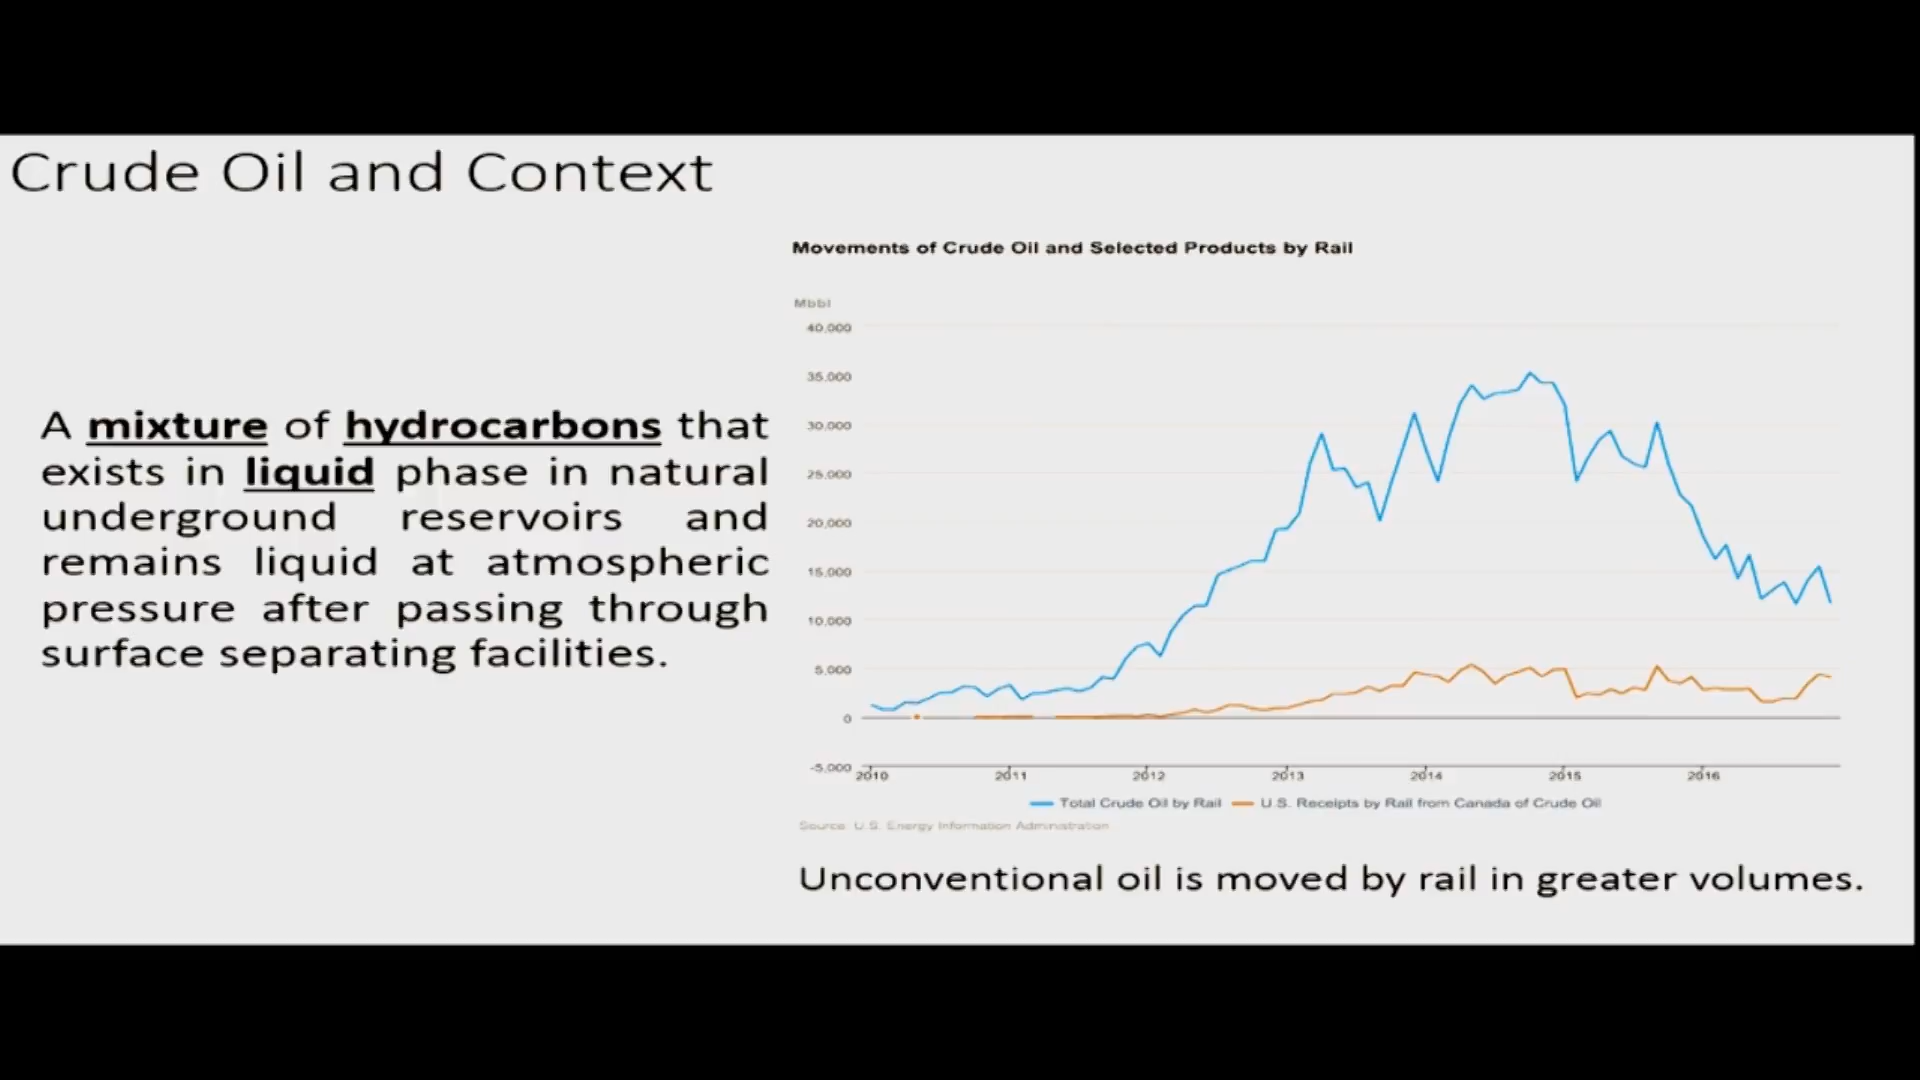 Crude Oil and Context
A mixture of hydrocarbons that
exists in liquid phase in natural
underground reservoirs and
remains liquid at atmospheric
pressure after passing through
surface separating facilities.
Movements of Crude Oil and Selected Products by Rail
Mbbl
40,000
35,000
30,000
25,000
20,000
15,000
10,000
5,000
0
-5,000
2010 2011 2012 2013 2014 2015 2016
Total Crude Oil by Rail U.S. Receipts by Rail from Canada of Crude Oil
Source: U.S. Energy Information Administration
Unconventional oil is moved by rail in greater volumes.